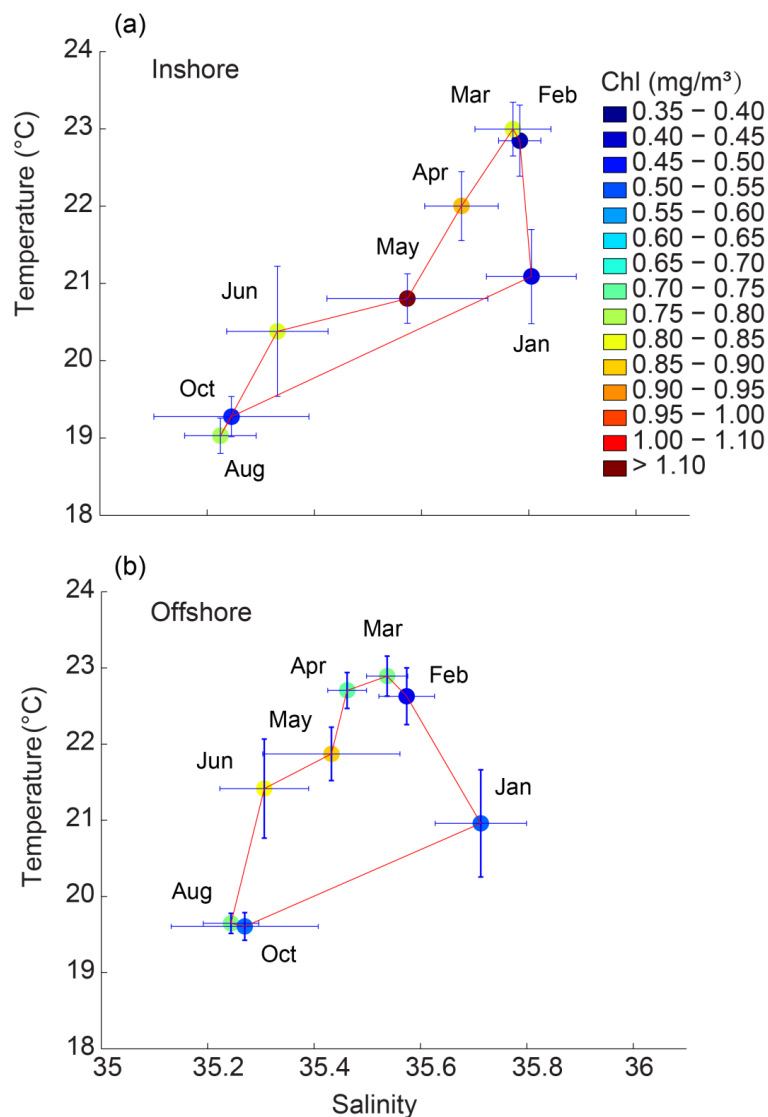 (a)
24
23
22
21
20
19
18
Temperature (°C)
Inshore
Mar
Feb
Apr
May
Jun
Jan
Oct
Aug
Chl (mg/m³)
0.35 – 0.40
0.40 – 0.45
0.45 – 0.50
0.50 – 0.55
0.55 – 0.60
0.60 – 0.65
0.65 – 0.70
0.70 – 0.75
0.75 – 0.80
0.80 – 0.85
0.85 – 0.90
0.90 – 0.95
0.95 – 1.00
1.00 – 1.10
> 1.10
(b)
24
23
22
21
20
19
18
Temperature (°C)
Offshore
Mar
Apr
Feb
May
Jun
Jan
Aug
Oct
35 35.2 35.4 35.6 35.8 36
Salinity